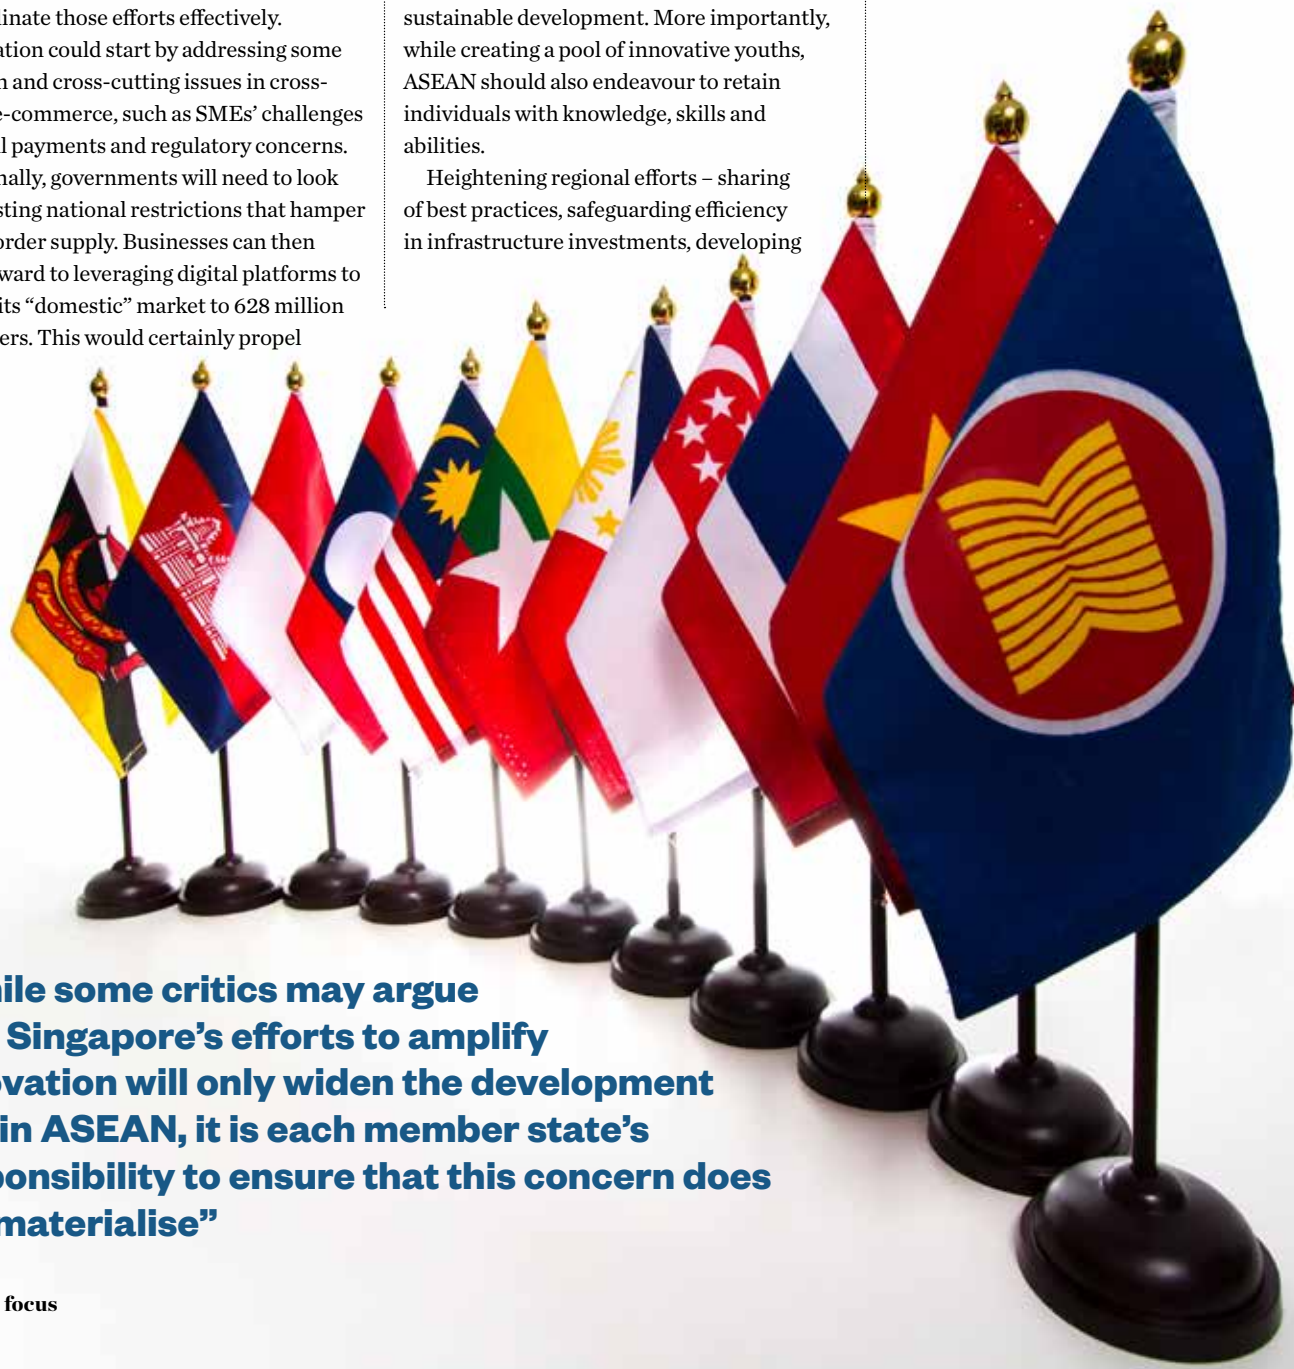 linate those efforts effectively.
ation could start by addressing some
n and cross-cutting issues in cross-
e-commerce, such as SMEs’ challenges
l payments and regulatory concerns.
nally, governments will need to look
sting national restrictions that hamper
order supply. Businesses can then
ward to leveraging digital platforms to
its “domestic” market to 628 million
ers. This would certainly propel
sustainable development. More importantly,
while creating a pool of innovative youths,
ASEAN should also endeavour to retain
individuals with knowledge, skills and
abilities.
Heightening regional efforts – sharing
of best practices, safeguarding efficiency
in infrastructure investments, developing
ile some critics may argue
Singapore’s efforts to amplify
ovation will only widen the development
in ASEAN, it is each member state’s
ponsibility to ensure that this concern does
materialise”
focus